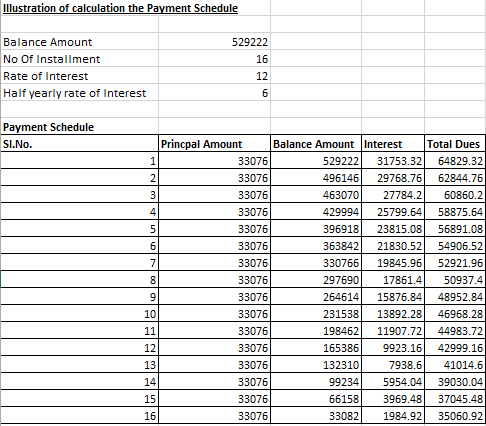 Illustration of calculation the Payment Schedule
Balance Amount 529222
No Of Installment 16
Rate of Interest 12
Half yearly rate of Interest 6
Payment Schedule
Sl.No. Princpal Amount Balance Amount Interest Total Dues
1 33076 529222 31753.32 64829.32
2 33076 496146 29768.76 62844.76
3 33076 463070 27784.2 60860.2
4 33076 429994 25799.64 58875.64
5 33076 396918 23815.08 56891.08
6 33076 363842 21830.52 54906.52
7 33076 330766 19845.96 52921.96
8 33076 297690 17861.4 50937.4
9 33076 264614 15876.84 48952.84
10 33076 231538 13892.28 46968.28
11 33076 198462 11907.72 44983.72
12 33076 165386 9923.16 42999.16
13 33076 132310 7938.6 41014.6
14 33076 99234 5954.04 39030.04
15 33076 66158 3969.48 37045.48
16 33076 33082 1984.92 35060.92